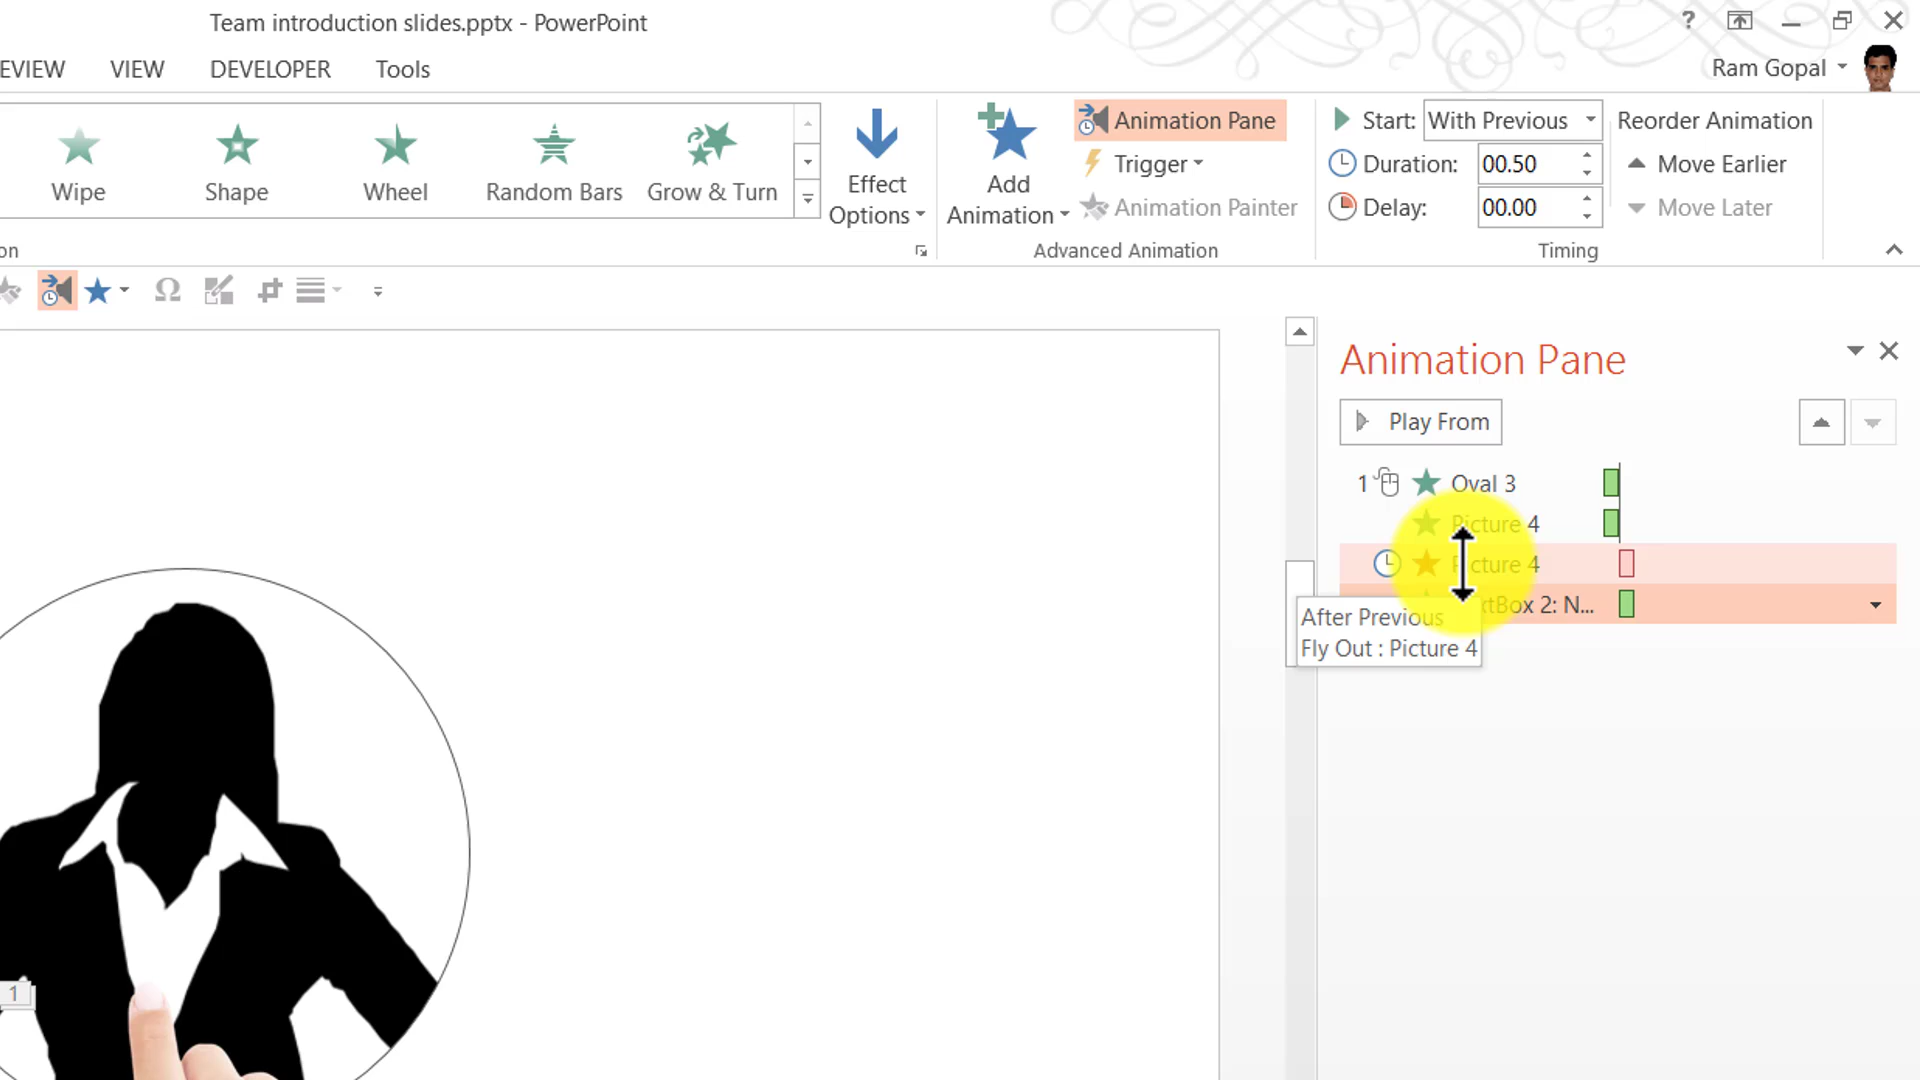 Team introduction slides.pptx - PowerPoint
?
EVIEW VIEW DEVELOPER Tools
Ram Gopal
Wipe Shape Wheel Random Bars Grow & Turn
Effect
Options
Add
Animation
Animation Pane
Trigger
Animation Painter
Start: With Previous
Duration: 00.50
Delay: 00.00
Reorder Animation
Move Earlier
Move Later
on
Advanced Animation
Timing
Ω
Animation Pane
Play From
1 Oval 3
Picture 4
Picture 4
xtBox 2: N...
After Previous
Fly Out : Picture 4
1